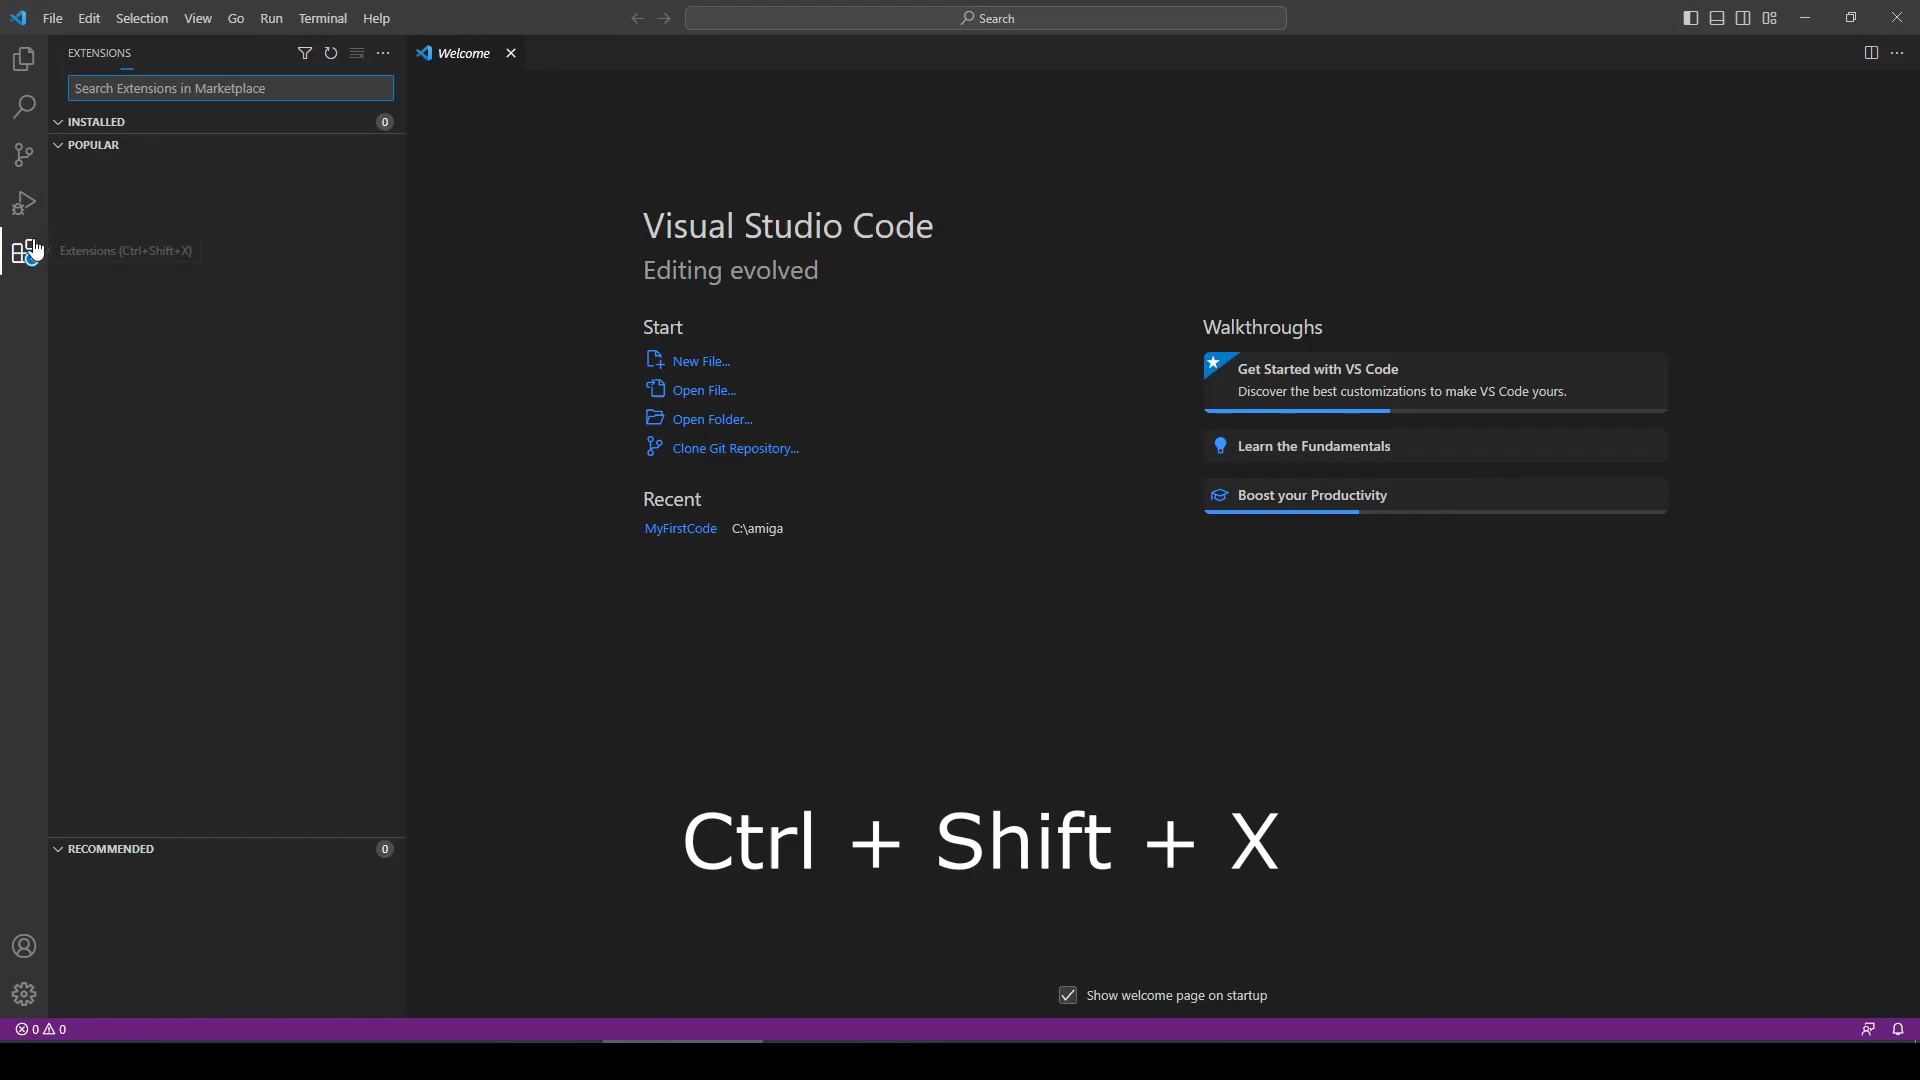 File Edit Selection View Go Run Terminal Help
Search
EXTENSIONS
Welcome
Search Extensions in Marketplace
INSTALLED 0
POPULAR
Extensions (Ctrl+Shift+X)
Visual Studio Code
Editing evolved
Start
New File...
Open File...
Open Folder...
Clone Git Repository...
Recent
MyFirstCode C:\amiga
Walkthroughs
Get Started with VS Code
Discover the best customizations to make VS Code yours.
Learn the Fundamentals
Boost your Productivity
Ctrl + Shift + X
RECOMMENDED 0
Show welcome page on startup
0 0